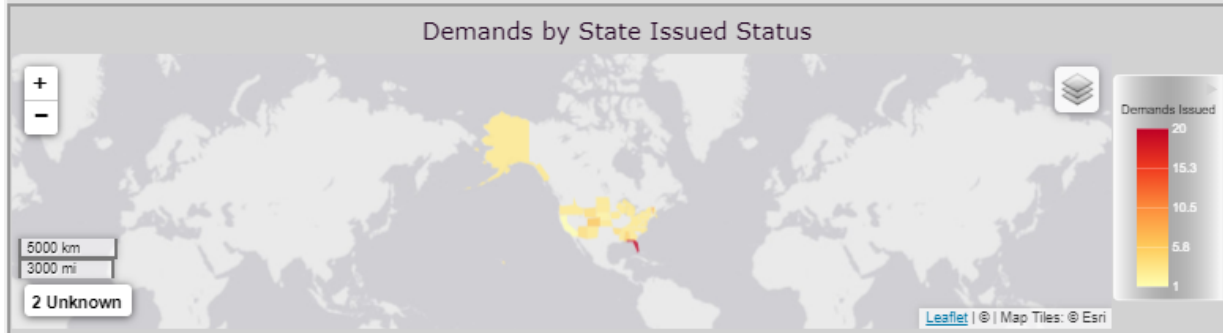 Demands by State Issued Status
+
−
Demands Issued
20
15.3
10.5
5.8
1
5000 km
3000 mi
2 Unknown
Leaflet | © | Map Tiles: © Esri